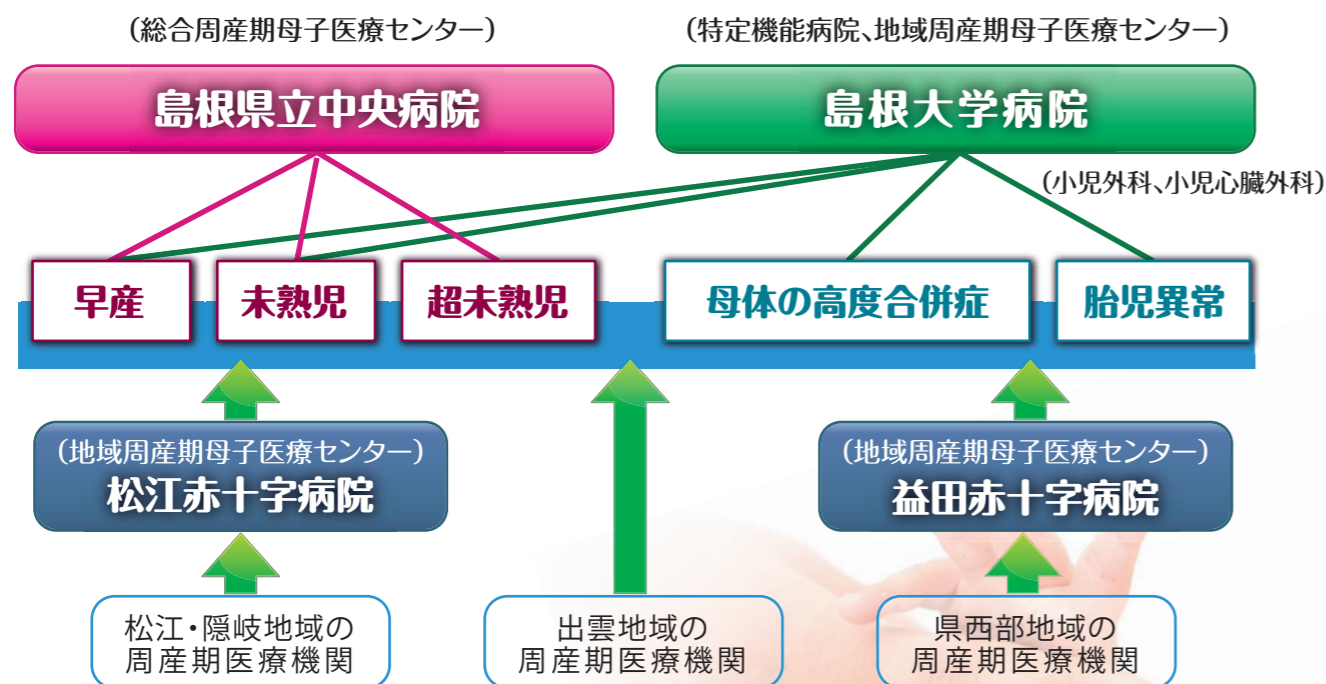 (総合周産期母子医療センター)
(特定機能病院、地域周産期母子医療センター)
島根県立中央病院
島根大学病院
(小児外科、小児心臓外科)
早産
未熟児
超未熟児
母体の高度合併症
胎児異常
(地域周産期母子医療センター)
松江赤十字病院
(地域周産期母子医療センター)
益田赤十字病院
松江・隠岐地域の
周産期医療機関
出雲地域の
周産期医療機関
県西部地域の
周産期医療機関